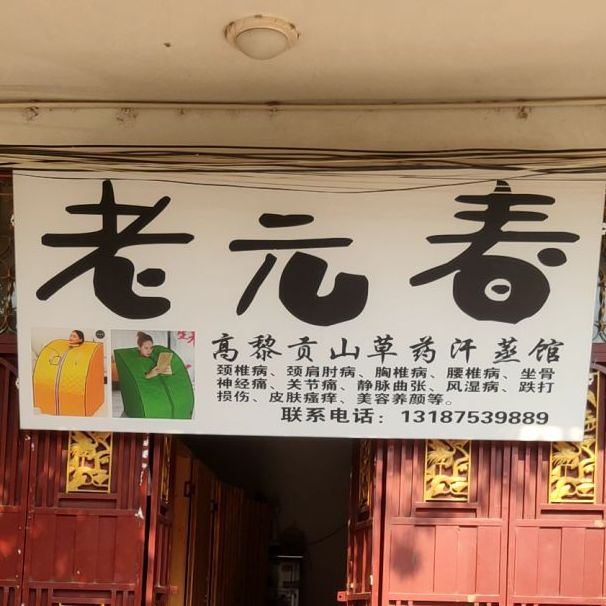 老元春
高黎贡山草药汗蒸馆
颈椎病、颈肩肘病、胸椎病、腰椎病、坐骨
神经痛、关节痛、静脉曲张、风湿病、跌打
损伤、皮肤瘙痒、美容养颜等。
联系电话：13187539889